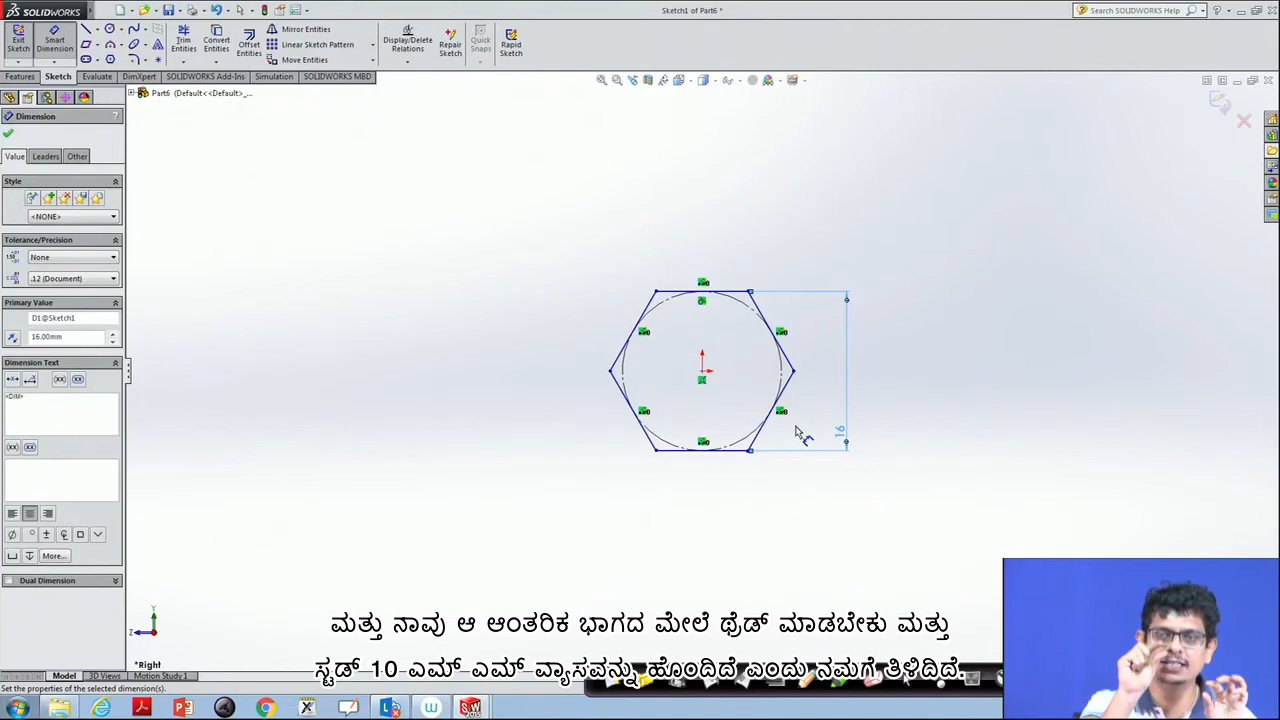 SOLIDWORKS
Sketch1 of Part6 *
Search SOLIDWORKS Help
Exit Sketch
Smart Dimension
Trim Entities
Convert Entities
Offset Entities
Mirror Entities
Linear Sketch Pattern
Move Entities
Display/Delete Relations
Repair Sketch
Quick Snaps
Rapid Sketch
Features Sketch Evaluate DimXpert SOLIDWORKS Add-Ins Simulation SOLIDWORKS MBD
Part6 (Default<<Default>_...
Dimension
Value Leaders Other
Style
<NONE>
Tolerance/Precision
None
.12 (Document)
Primary Value
D1@Sketch1
16.00mm
Dimension Text
<DIM>
More...
Dual Dimension
16
Y
Z
*Right
ಮತ್ತು ನಾವು ಆ ಆಂತರಿಕ ಭಾಗದ ಮೇಲೆ ಥ್ರೆಡ್ ಮಾಡಬೇಕು ಮತ್ತು
ಸ್ಟಡ್ 10-ಎಮ್ ಎಮ್ ವ್ಯಾಸವನ್ನು ಹೊಂದಿದೆ ಎಂದು ನಮಗೆ ತಿಳಿದಿದೆ.
Model 3D Views Motion Study 1
Set the properties of the selected dimension(s).